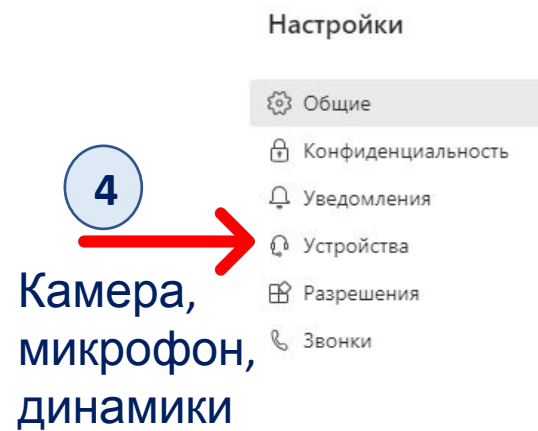 Настройки
Общие
Конфиденциальность
Уведомления
Устройства
Разрешения
Звонки
4
Камера,
микрофон,
динамики